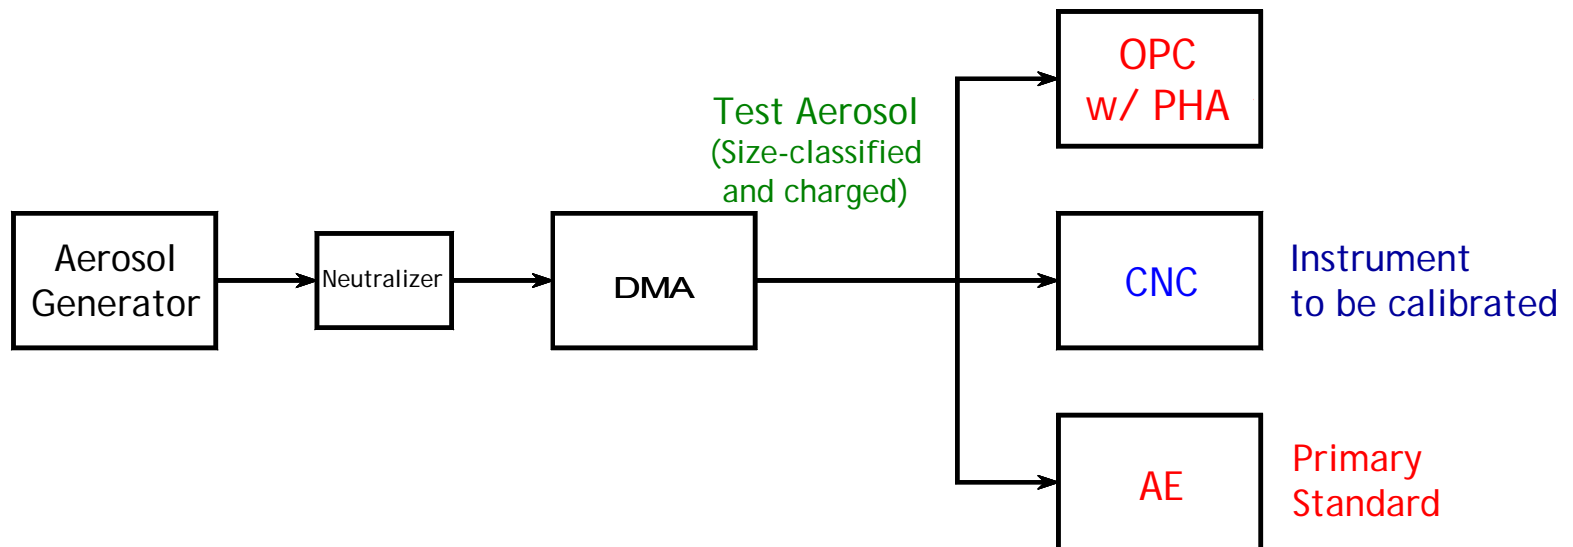 OPC
w/ PHA
Test Aerosol
(Size-classified
and charged)
Aerosol
Generator
Neutralizer
DMA
CNC
Instrument
to be calibrated
AE
Primary
Standard